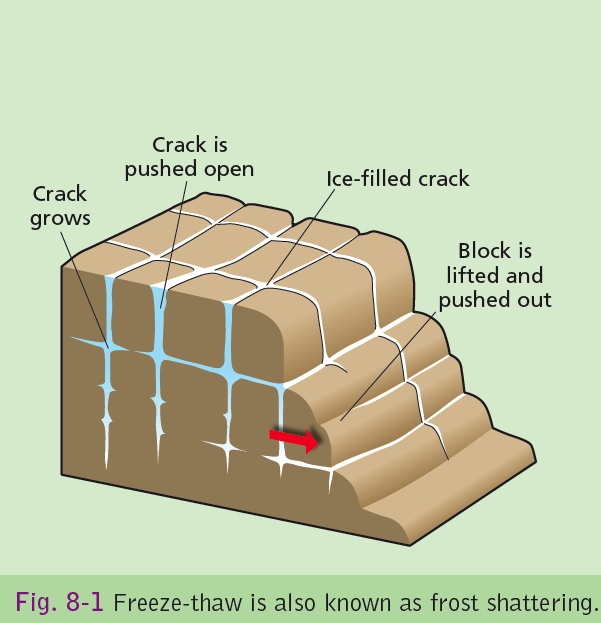 Crack is
pushed open
Ice-filled crack
Crack
grows
Block is
lifted and
pushed out
Fig. 8-1 Freeze-thaw is also known as frost shattering.